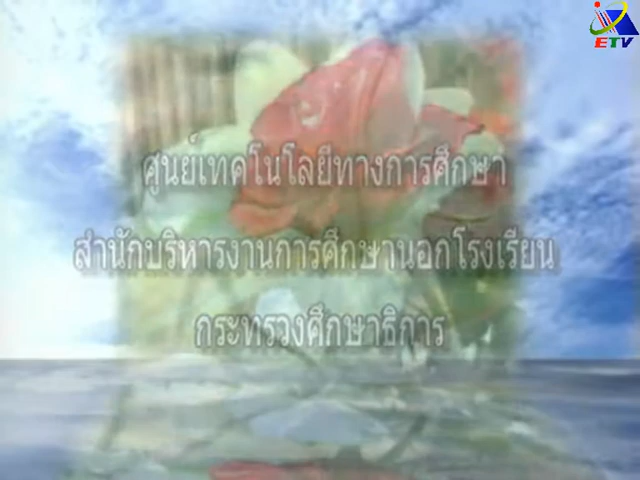 ETV
ศูนย์เทคโนโลยีทางการศึกษา
สำนักบริหารงานการศึกษานอกโรงเรียน
กระทรวงศึกษาธิการ